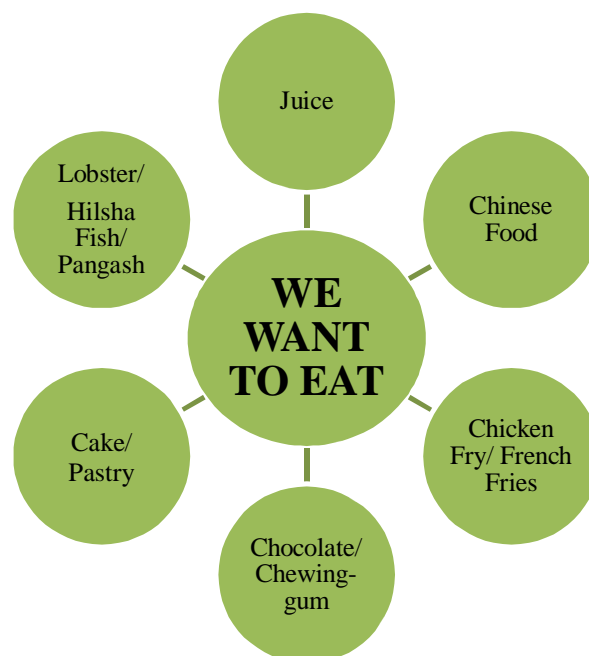 Juice
Lobster/
Hilsha
Fish/
Pangash
Chinese
Food
WE
WANT
TO EAT
Cake/
Pastry
Chicken
Fry/ French
Fries
Chocolate/
Chewing-
gum